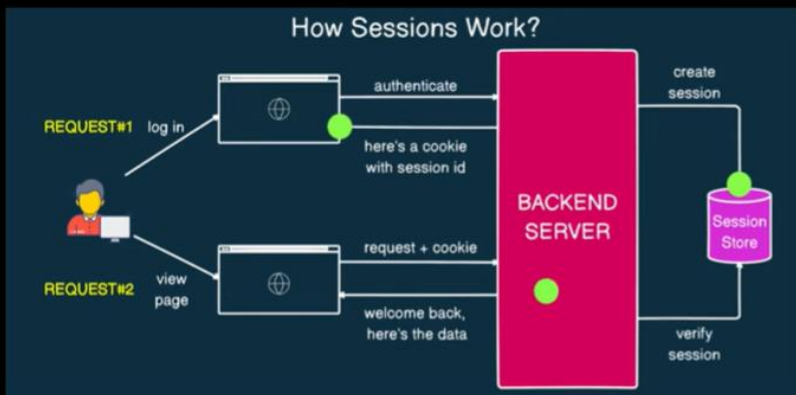 How Sessions Work?
REQUEST#1
log in
authenticate
here's a cookie
with session id
create
session
BACKEND
SERVER
Session
Store
REQUEST#2
view
page
request + cookie
welcome back,
here's the data
verify
session